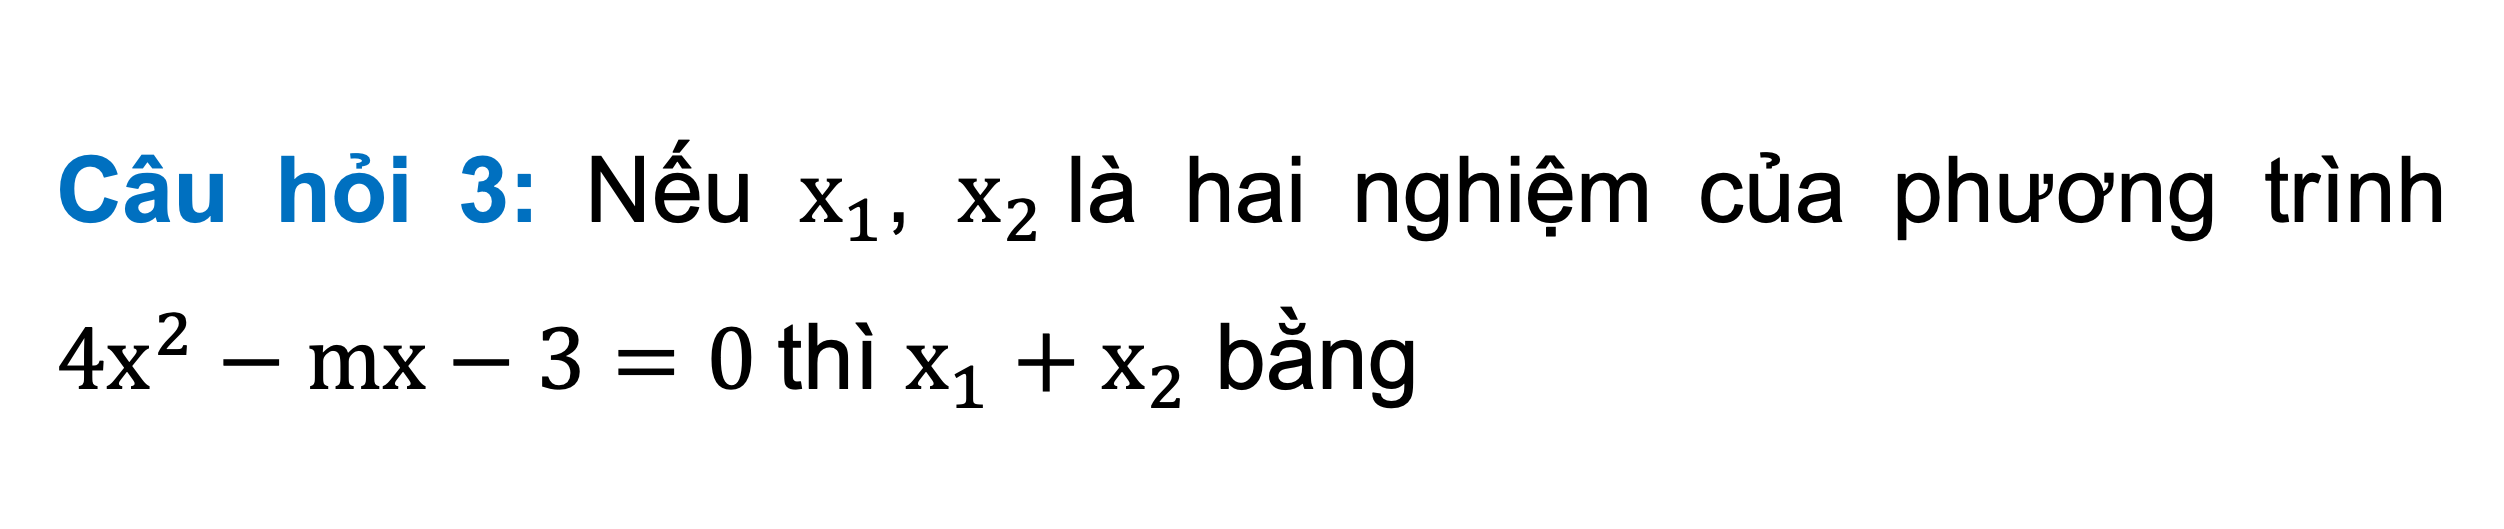 Câu hỏi 3: Nếu x₁, x₂ là hai nghiệm của phương trình
4x² − mx − 3 = 0 thì x₁ + x₂ bằng